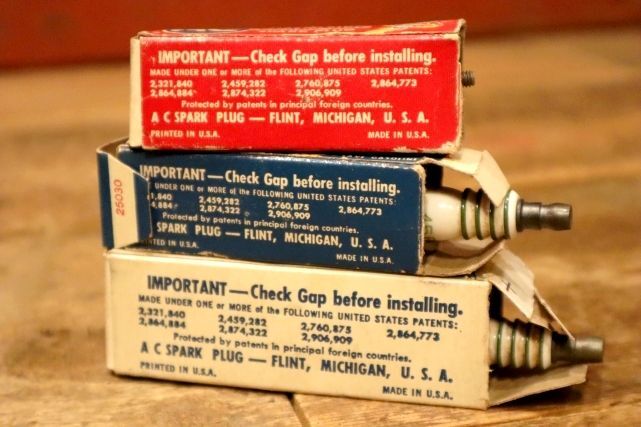 IMPORTANT—Check Gap before installing.
MADE UNDER ONE or MORE of the FOLLOWING UNITED STATES PATENTS:
2,321,840 2,459,282 2,760,875 2,864,773
2,864,884 2,874,322 2,906,909
Protected by patents in principal foreign countries.
A C SPARK PLUG — FLINT, MICHIGAN, U. S. A.
PRINTED IN U.S.A. MADE IN U.S.A.
25030
IMPORTANT—Check Gap before installing.
UNDER ONE or MORE of the FOLLOWING UNITED STATES PATENTS:
1,840 2,459,282 2,760,875 2,864,773
4,884 2,874,322 2,906,909
Protected by patents in principal foreign countries.
SPARK PLUG — FLINT, MICHIGAN, U. S. A.
NTED IN U.S.A. MADE IN U.S.A.
IMPORTANT—Check Gap before installing.
MADE UNDER ONE or MORE of the FOLLOWING UNITED STATES PATENTS:
2,321,840 2,459,282 2,760,875 2,864,773
2,864,884 2,874,322 2,906,909
Protected by patents in principal foreign countries.
A C SPARK PLUG — FLINT, MICHIGAN, U. S. A.
PRINTED IN U.S.A. MADE IN U.S.A.